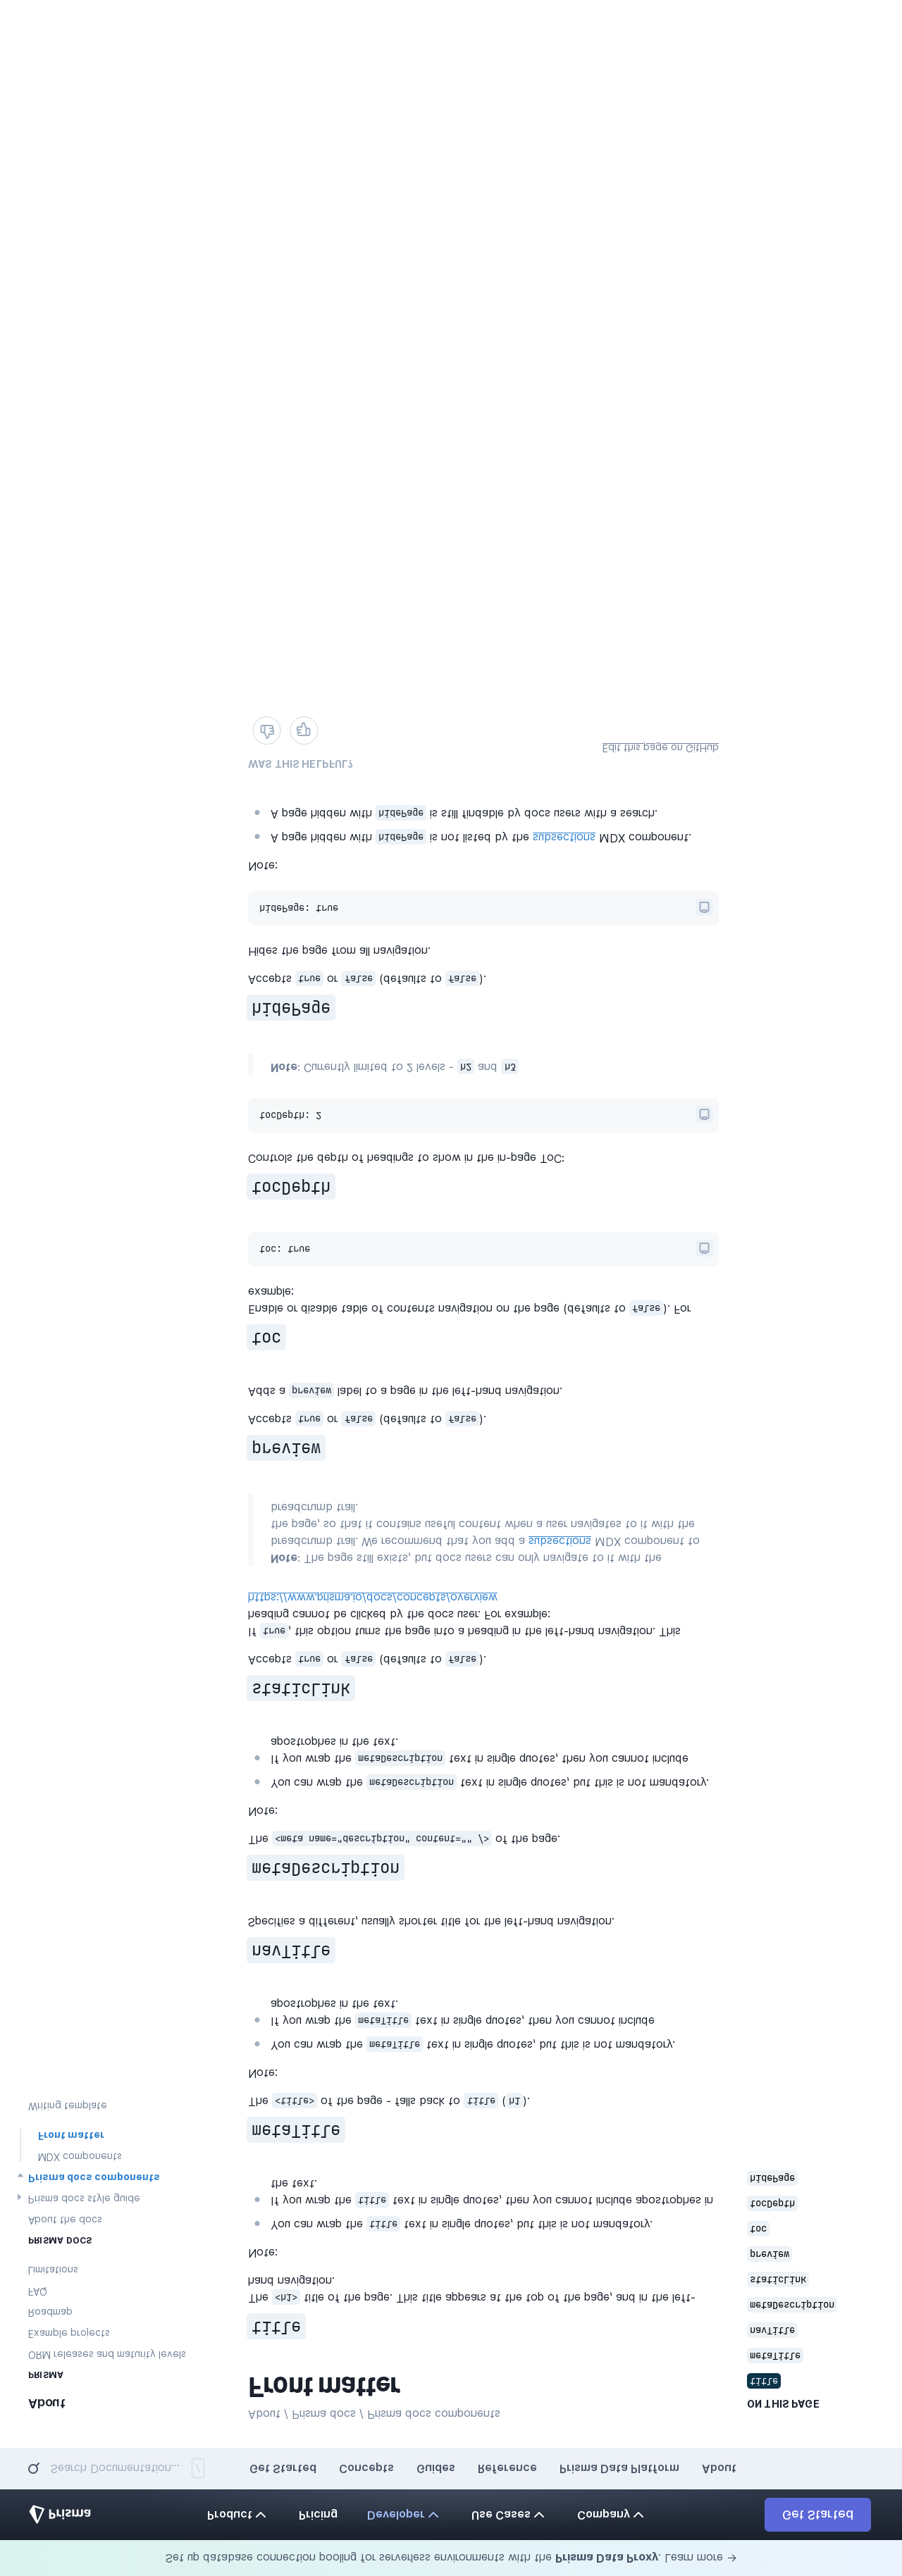 Set up database connection pooling for serverless environments with the Prisma Data Proxy. Learn more →
Prisma
Product
Pricing
Developer
Use Cases
Company
Get Started
Search Documentation...
/
Get Started
Concepts
Guides
Reference
Prisma Data Platform
About
About
PRISMA
ORM releases and maturity levels
Example projects
Roadmap
FAQ
Limitations
PRISMA DOCS
About the docs
Prisma docs style guide
Prisma docs components
MDX components
Front matter
Writing template
About / Prisma docs / Prisma docs components
Front matter
title
The <h1> title of the page. This title appears at the top of the page, and in the left-
hand navigation.
Note:
You can wrap the title text in single quotes, but this is not mandatory.
If you wrap the title text in single quotes, then you cannot include apostrophes in
the text.
metaTitle
The <title> of the page - falls back to title (h1).
Note:
You can wrap the metaTitle text in single quotes, but this is not mandatory.
If you wrap the metaTitle text in single quotes, then you cannot include
apostrophes in the text.
navTitle
Specifies a different, usually shorter title for the left-hand navigation.
metaDescription
The <meta name="description" content="" /> of the page.
Note:
You can wrap the metaDescription text in single quotes, but this is not mandatory.
If you wrap the metaDescription text in single quotes, then you cannot include
apostrophes in the text.
staticLink
Accepts true or false (defaults to false).
If true, this option turns the page into a heading in the left-hand navigation. This
heading cannot be clicked by the docs user. For example:
https://www.prisma.io/docs/concepts/overview
Note: The page still exists, but docs users can only navigate to it with the
breadcrumb trail. We recommend that you add a subsections MDX component to
the page, so that it contains useful content when a user navigates to it with the
breadcrumb trail.
preview
Accepts true or false (defaults to false).
Adds a preview label to a page in the left-hand navigation.
toc
Enable or disable table of contents navigation on the page (defaults to false). For
example:
toc: true
tocDepth
Controls the depth of headings to show in the in-page ToC:
tocDepth: 2
Note: Currently limited to 2 levels - h2 and h3
hidePage
Accepts true or false (defaults to false).
Hides the page from all navigation.
hidePage: true
Note:
A page hidden with hidePage is not listed by the subsections MDX component.
A page hidden with hidePage is still findable by docs users with a search.
WAS THIS HELPFUL?
Edit this page on GitHub
ON THIS PAGE
title
metaTitle
navTitle
metaDescription
staticLink
preview
toc
tocDepth
hidePage